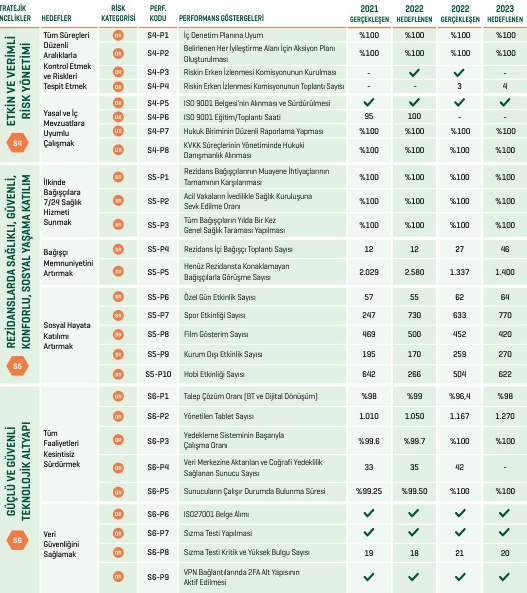 TRATEJİK
NCELİKLER
HEDEFLER
RİSK
KATEGORİSİ
PERF.
KODU
PERFORMANS GÖSTERGELERİ
2021
GERÇEKLEŞEN
2022
HEDEFLENEN
2022
GERÇEKLEŞEN
2023
HEDEFLENEN
ETKİN VE VERİMLİ
RİSK YÖNETİMİ
S4
Tüm Süreçleri
Düzenli
Aralıklarla
Kontrol Etmek
ve Riskleri
Tespit Etmek
OR S4-P1 İç Denetim Planına Uyum %100 %100 %100 %100
OR S4-P2 Belirlenen Her İyileştirme Alanı İçin Aksiyon Planı
Oluşturulması %100 %100 %100 %100
OR S4-P3 Riskin Erken İzlenmesi Komisyonunun Kurulması - ✓ ✓ -
OR S4-P4 Riskin Erken İzlenmesi Komisyonunun Toplantı Sayısı - - 3 4
Yasal ve İç
Mevzuatlara
Uyumlu
Çalışmak
OR S4-P5 ISO 9001 Belgesi'nin Alınması ve Sürdürülmesi ✓ ✓ ✓ ✓
OR S4-P6 ISO 9001 Eğitim/Toplantı Saati 95 100 - -
UR S4-P7 Hukuk Biriminin Düzenli Raporlama Yapması %100 %100 %100 %100
UR S4-P8 KVKK Süreçlerinin Yönetiminde Hukuki
Danışmanlık Alınması %100 %100 %100 %100
REZİDANSLARDA SAĞLIKLI, GÜVENLİ,
KONFORLU, SOSYAL YAŞAMA KATILIM
S5
İlkinde
Bağışçılara
7/24 Sağlık
Hizmeti
Sunmak
OR S5-P1 Rezidans Bağışçılarının Muayene İhtiyaçlarının
Tamamının Karşılanması %100 %100 %100 %100
OR S5-P2 Acil Vakaların İvedilikle Sağlık Kuruluşuna
Sevk Edilme Oranı %100 %100 %100 %100
OR S5-P3 Tüm Bağışçıların Yılda Bir Kez
Genel Sağlık Taraması Yapılması %100 %100 %100 %100
Bağışçı
Memnuniyetini
Artırmak
OR S5-P4 Rezidans İçi Bağışçı Toplantı Sayısı 12 12 27 46
OR S5-P5 Henüz Rezidansta Konaklamayan
Bağışçılarla Görüşme Sayısı 2.029 2.580 1.337 1.400
Sosyal Hayata
Katılımı
Artırmak
OR S5-P6 Özel Gün Etkinlik Sayısı 57 55 62 64
OR S5-P7 Spor Etkinliği Sayısı 247 730 633 770
OR S5-P8 Film Gösterim Sayısı 469 500 452 420
OR S5-P9 Kurum Dışı Etkinlik Sayısı 195 170 259 270
OR S5-P10 Hobi Etkinliği Sayısı 642 266 504 622
GÜÇLÜ VE GÜVENLİ
TEKNOLOJİK ALTYAPI
S6
Tüm
Faaliyetleri
Kesintisiz
Sürdürmek
OR S6-P1 Talep Çözüm Oranı (BT ve Dijital Dönüşüm) %98 %99 %96,4 %98
OR S6-P2 Yönetilen Tablet Sayısı 1.010 1.050 1.167 1.270
OR S6-P3 Yedekleme Sisteminin Başarıyla
Çalışma Oranı %99.6 %99.7 %100 %100
OR S6-P4 Veri Merkezine Aktarılan ve Coğrafi Yedeklilik
Sağlanan Sunucu Sayısı 33 35 42 -
OR S6-P5 Sunucuların Çalışır Durumda Bulunma Süresi %99.25 %99.50 %100 %100
Veri
Güvenliğini
Sağlamak
OR S6-P6 ISO27001 Belge Alımı ✓ ✓ ✓ ✓
OR S6-P7 Sızma Testi Yapılması ✓ ✓ ✓ ✓
OR S6-P8 Sızma Testi Kritik ve Yüksek Bulgu Sayısı 19 18 21 20
OR S6-P9 VPN Bağlantılarında 2FA Alt Yapısının
Aktif Edilmesi ✓ ✓ ✓ ✓